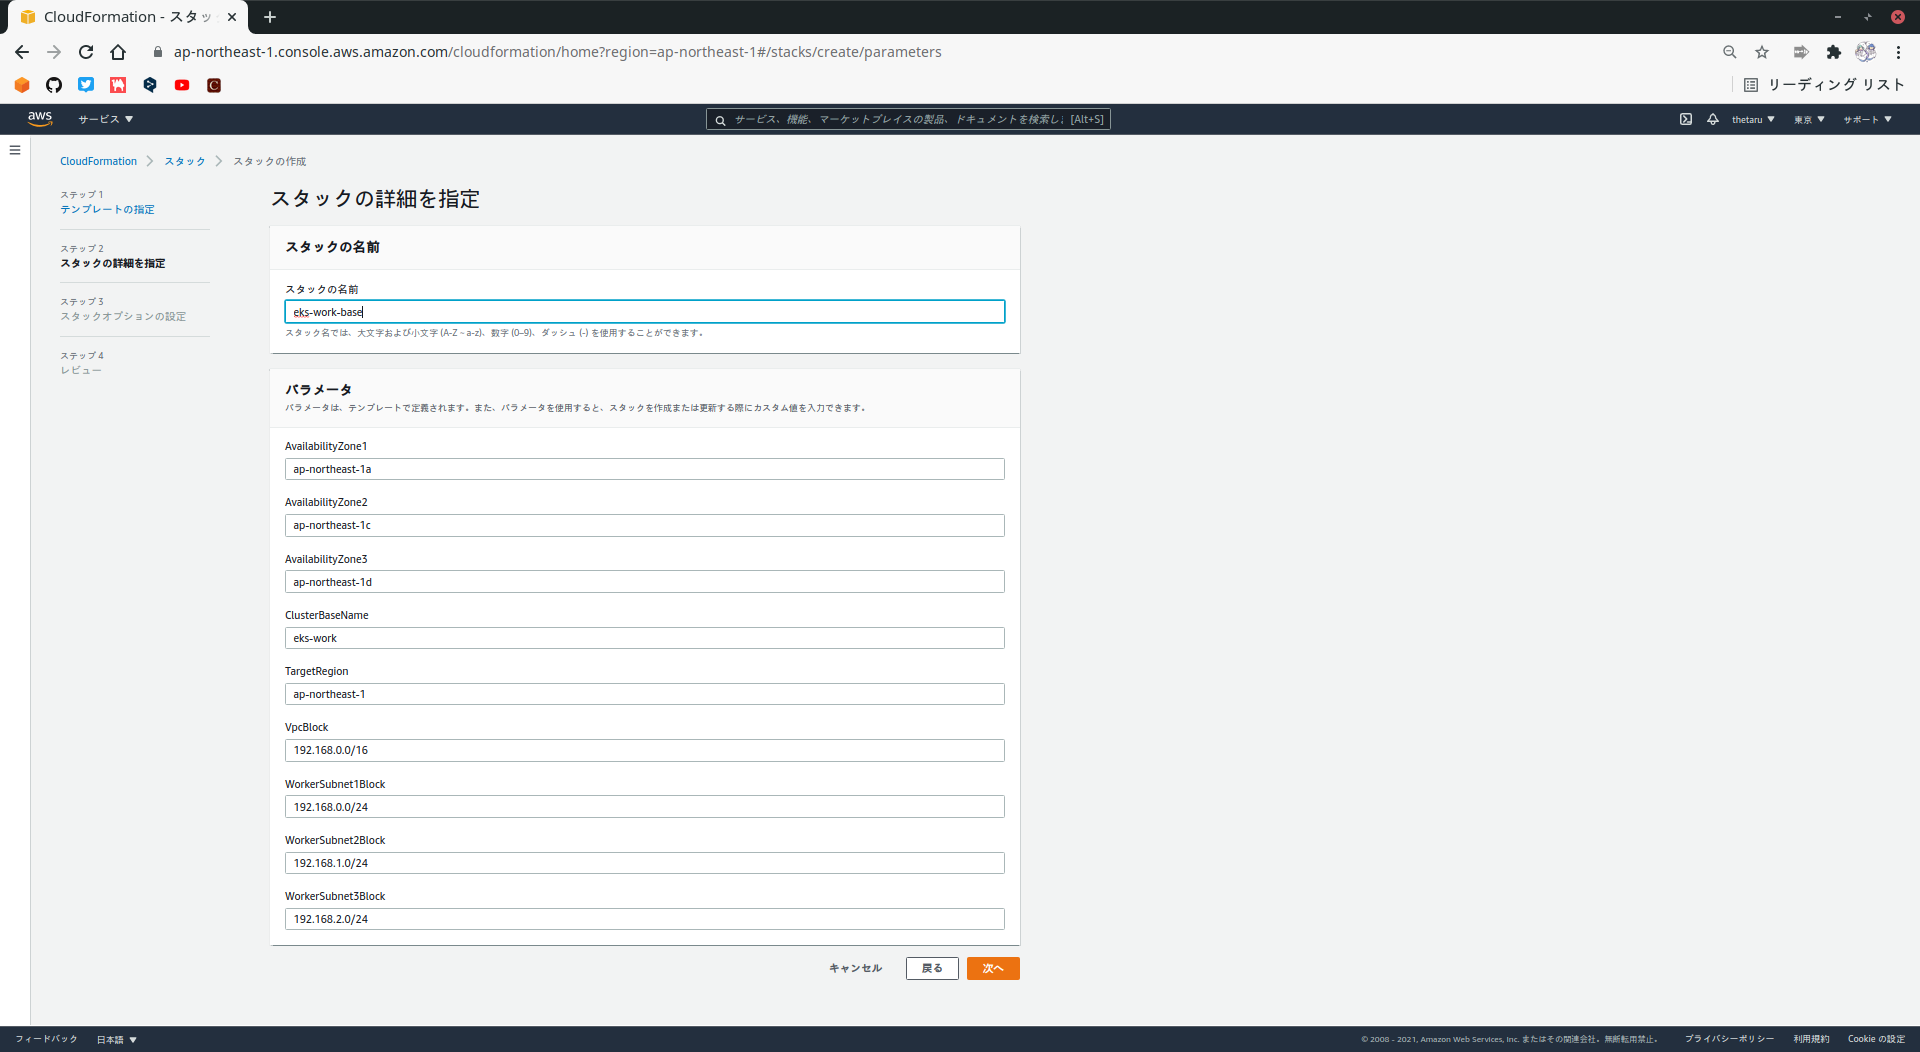 CloudFormation - スタッ
ap-northeast-1.console.aws.amazon.com/cloudformation/home?region=ap-northeast-1#/stacks/create/parameters
リーディング リスト
aws
サービス
サービス、機能、マーケットプレイスの製品、ドキュメントを検索し [Alt+S]
thetaru
東京
サポート
CloudFormation
スタック
スタックの作成
ステップ 1
テンプレートの指定
ステップ 2
スタックの詳細を指定
ステップ 3
スタックオプションの設定
ステップ 4
レビュー
スタックの詳細を指定
スタックの名前
スタックの名前
eks-work-base
スタック名では、大文字および小文字 (A-Z ~ a-z)、数字 (0-9)、ダッシュ (-) を使用することができます。
パラメータ
パラメータは、テンプレートで定義されます。また、パラメータを使用すると、スタックを作成または更新する際にカスタム値を入力できます。
AvailabilityZone1
ap-northeast-1a
AvailabilityZone2
ap-northeast-1c
AvailabilityZone3
ap-northeast-1d
ClusterBaseName
eks-work
TargetRegion
ap-northeast-1
VpcBlock
192.168.0.0/16
WorkerSubnet1Block
192.168.0.0/24
WorkerSubnet2Block
192.168.1.0/24
WorkerSubnet3Block
192.168.2.0/24
キャンセル
戻る
次へ
フィードバック
日本語
© 2008 - 2021, Amazon Web Services, Inc. またはその関連会社。無断転用禁止。
プライバシーポリシー
利用規約
Cookie の設定